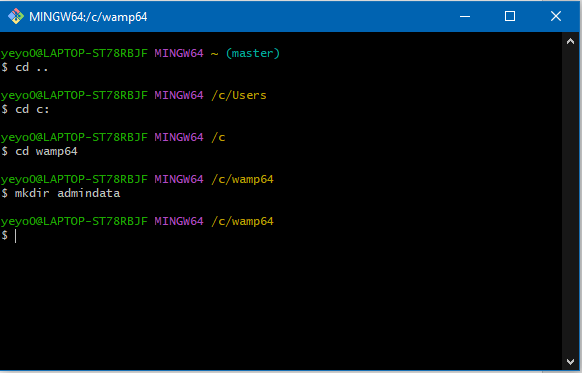 MINGW64:/c/wamp64
yeyo0@LAPTOP-ST78RBJF MINGW64 ~ (master)
$ cd ..
yeyo0@LAPTOP-ST78RBJF MINGW64 /c/Users
$ cd c:
yeyo0@LAPTOP-ST78RBJF MINGW64 /c
$ cd wamp64
yeyo0@LAPTOP-ST78RBJF MINGW64 /c/wamp64
$ mkdir admindata
yeyo0@LAPTOP-ST78RBJF MINGW64 /c/wamp64
$